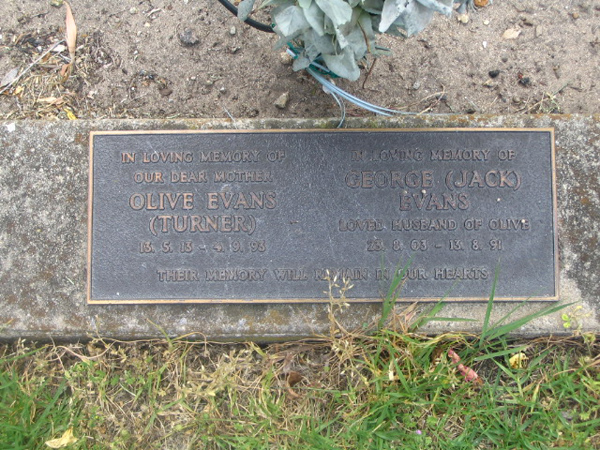 IN LOVING MEMORY OF
OUR DEAR MOTHER
OLIVE EVANS
(TURNER)
13. 5. 13 - 4. 9. 93
IN LOVING MEMORY OF
GEORGE (JACK)
EVANS
LOVED HUSBAND OF OLIVE
23. 8. 03 - 13. 8. 91
THEIR MEMORY WILL REMAIN IN OUR HEARTS